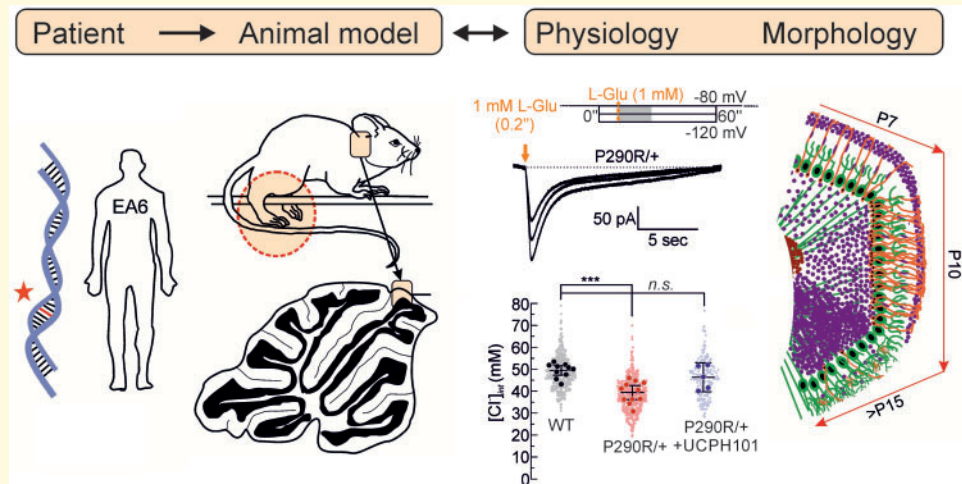 Patient → Animal model ↔ Physiology Morphology
EA6
L-Glu (1 mM)
1 mM L-Glu
(0.2")
0"
-80 mV
60"
-120 mV
P290R/+
50 pA
5 sec
***
n.s.
[Cl]int (mM)
80
70
60
50
40
30
20
10
0
WT
P290R/+
P290R/+
+UCPH101
P7
P10
>P15